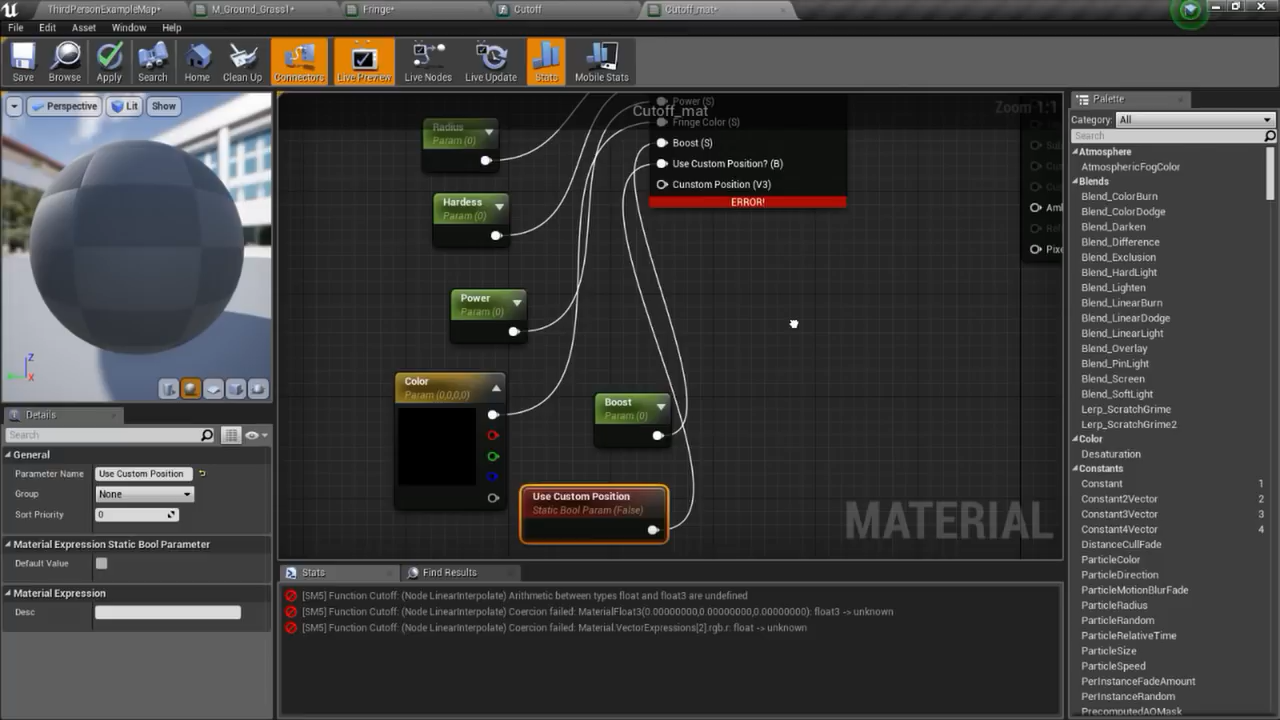 ThirdPersonExampleMap*
M_Ground_Grass1*
Fringe*
Cutoff
Cutoff_mat*
File Edit Asset Window Help
Save Browse Apply Search Home Clean Up Connectors Live Preview Live Nodes Live Update Stats Mobile Stats
Perspective Lit Show
Z
X
Details
Search
General
Parameter Name Use Custom Position
Group None
Sort Priority 0
Material Expression Static Bool Parameter
Default Value
Material Expression
Desc
Cutoff_mat
Zoom 1:1
Radius
Param (0)
Hardess
Param (0)
Power
Param (0)
Color
Param (0,0,0,0)
Boost
Param (0)
Use Custom Position
Static Bool Param (False)
Power (S)
Fringe Color (S)
Boost (S)
Use Custom Position? (B)
Cunstom Position (V3)
ERROR!
MATERIAL
Stats
Find Results
[SM5] Function Cutoff: (Node LinearInterpolate) Arithmetic between types float and float3 are undefined
[SM5] Function Cutoff: (Node LinearInterpolate) Coercion failed: MaterialFloat3(0.00000000,0.00000000,0.00000000): float3 -> unknown
[SM5] Function Cutoff: (Node LinearInterpolate) Coercion failed: Material.VectorExpressions[2].rgb.r: float -> unknown
Palette
Category: All
Search
Atmosphere
AtmosphericFogColor
Blends
Blend_ColorBurn
Blend_ColorDodge
Blend_Darken
Blend_Difference
Blend_Exclusion
Blend_HardLight
Blend_Lighten
Blend_LinearBurn
Blend_LinearDodge
Blend_LinearLight
Blend_Overlay
Blend_PinLight
Blend_Screen
Blend_SoftLight
Lerp_ScratchGrime
Lerp_ScratchGrime2
Color
Desaturation
Constants
Constant 1
Constant2Vector 2
Constant3Vector 3
Constant4Vector 4
DistanceCullFade
ParticleColor
ParticleDirection
ParticleMotionBlurFade
ParticleRadius
ParticleRandom
ParticleRelativeTime
ParticleSize
ParticleSpeed
PerInstanceFadeAmount
PerInstanceRandom
PrecomputedAOMask